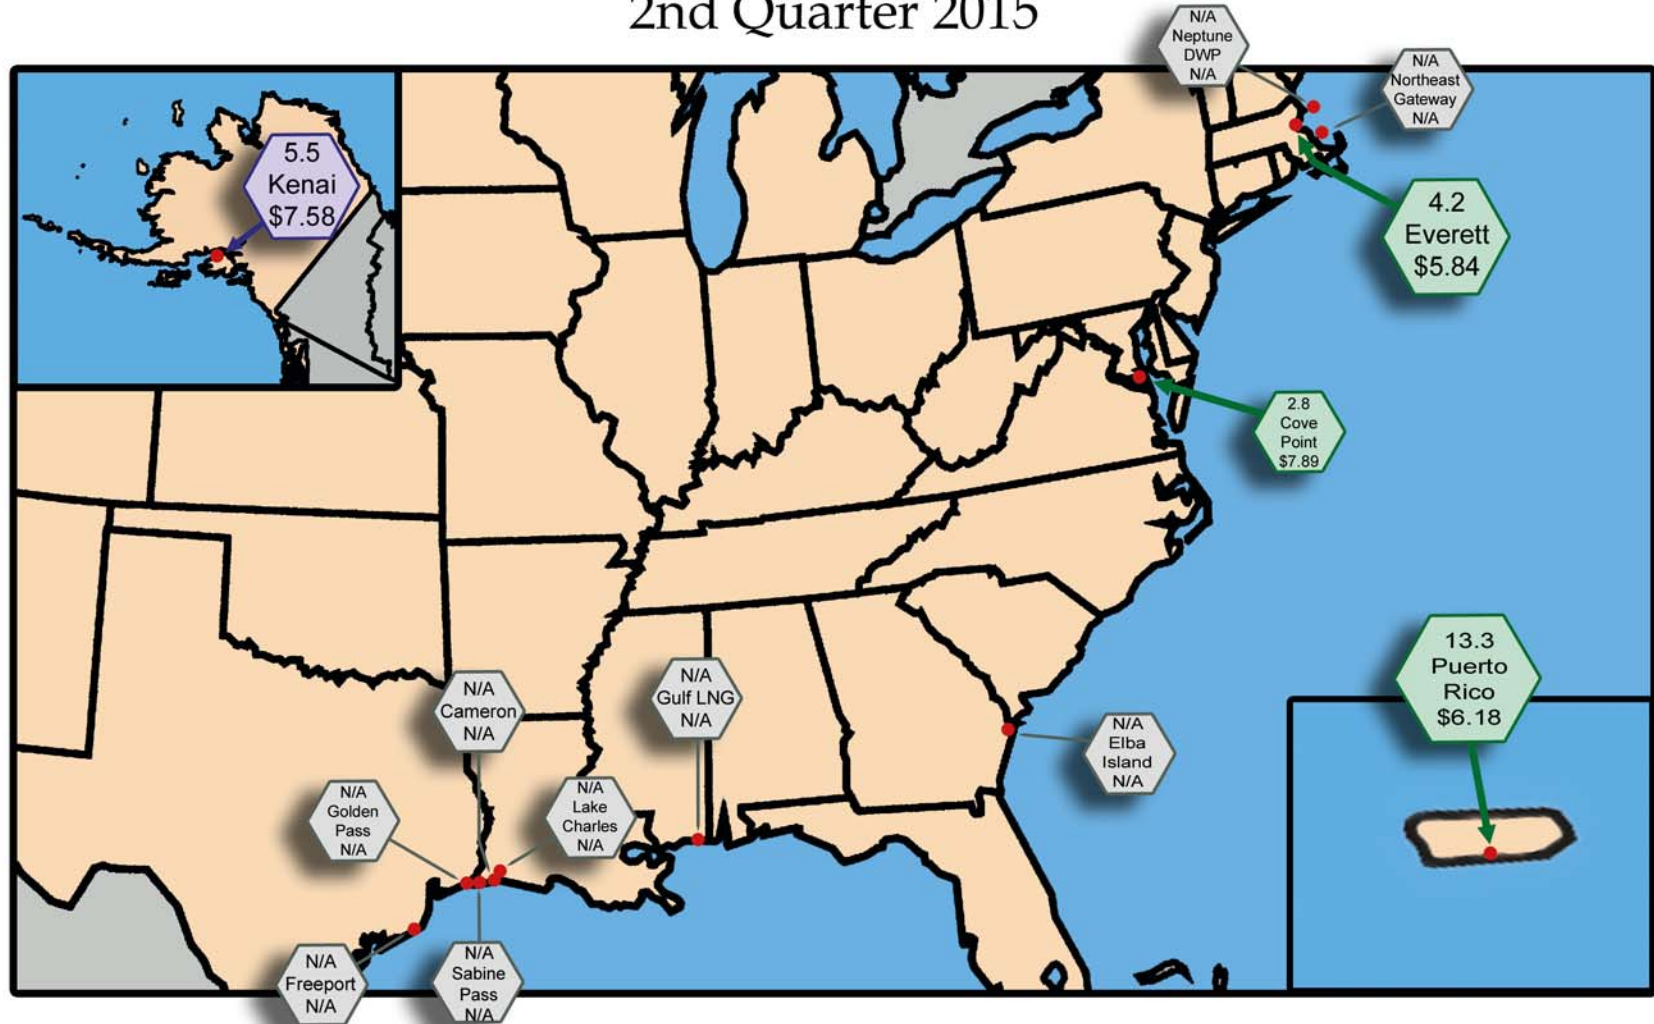 2nd Quarter 2015
N/A
Neptune
DWP
N/A
N/A
Northeast
Gateway
N/A
5.5
Kenai
$7.58
4.2
Everett
$5.84
2.8
Cove
Point
$7.89
13.3
Puerto
Rico
$6.18
N/A
Cameron
N/A
N/A
Gulf LNG
N/A
N/A
Elba
Island
N/A
N/A
Golden
Pass
N/A
N/A
Lake
Charles
N/A
N/A
Freeport
N/A
N/A
Sabine
Pass
N/A